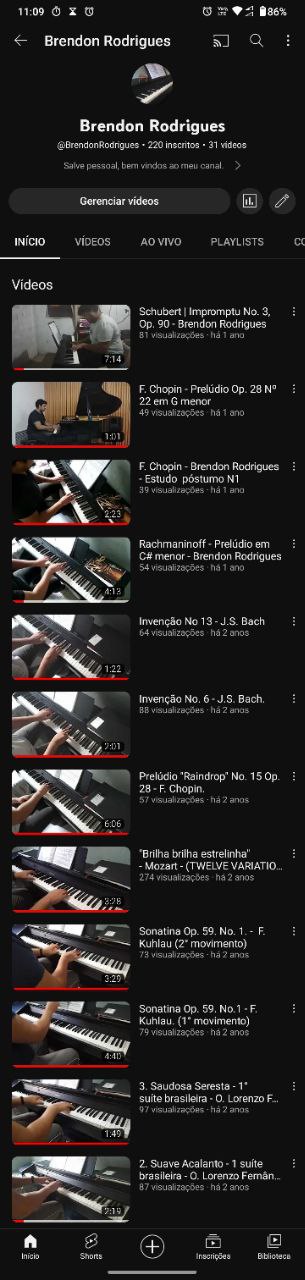 11:09
86%
Brendon Rodrigues
Brendon Rodrigues
@BrendonRodrigues • 220 inscritos • 31 vídeos
Salve pessoal, bem vindos ao meu canal.
Gerenciar vídeos
INÍCIO VÍDEOS AO VIVO PLAYLISTS CO
Vídeos
Schubert | Impromptu No. 3,
Op. 90 - Brendon Rodrigues
81 visualizações · há 1 ano
7:14
F. Chopin - Prelúdio Op. 28 Nº
22 em G menor
49 visualizações · há 1 ano
1:01
F. Chopin - Brendon Rodrigues
- Estudo póstumo N1
39 visualizações · há 1 ano
2:23
Rachmaninoff - Prelúdio em
C# menor - Brendon Rodrigues
54 visualizações · há 1 ano
4:13
Invenção No 13 - J.S. Bach
64 visualizações · há 2 anos
1:22
Invenção No. 6 - J.S. Bach.
88 visualizações · há 2 anos
2:01
Prelúdio "Raindrop" No. 15 Op.
28 - F. Chopin.
57 visualizações · há 2 anos
6:06
"Brilha brilha estrelinha"
- Mozart - (TWELVE VARIATIO...
274 visualizações · há 2 anos
3:28
Sonatina Op. 59. No. 1. - F.
Kuhlau (2° movimento)
73 visualizações · há 2 anos
3:29
Sonatina Op. 59. No.1 - F.
Kuhlau. (1° movimento)
79 visualizações · há 2 anos
4:40
3. Saudosa Seresta - 1°
suíte brasileira - O. Lorenzo F...
97 visualizações · há 2 anos
1:49
2. Suave Acalanto - 1 suíte
brasileira - O. Lorenzo Fernân...
87 visualizações · há 2 anos
2:19
Início Shorts Inscrições Biblioteca